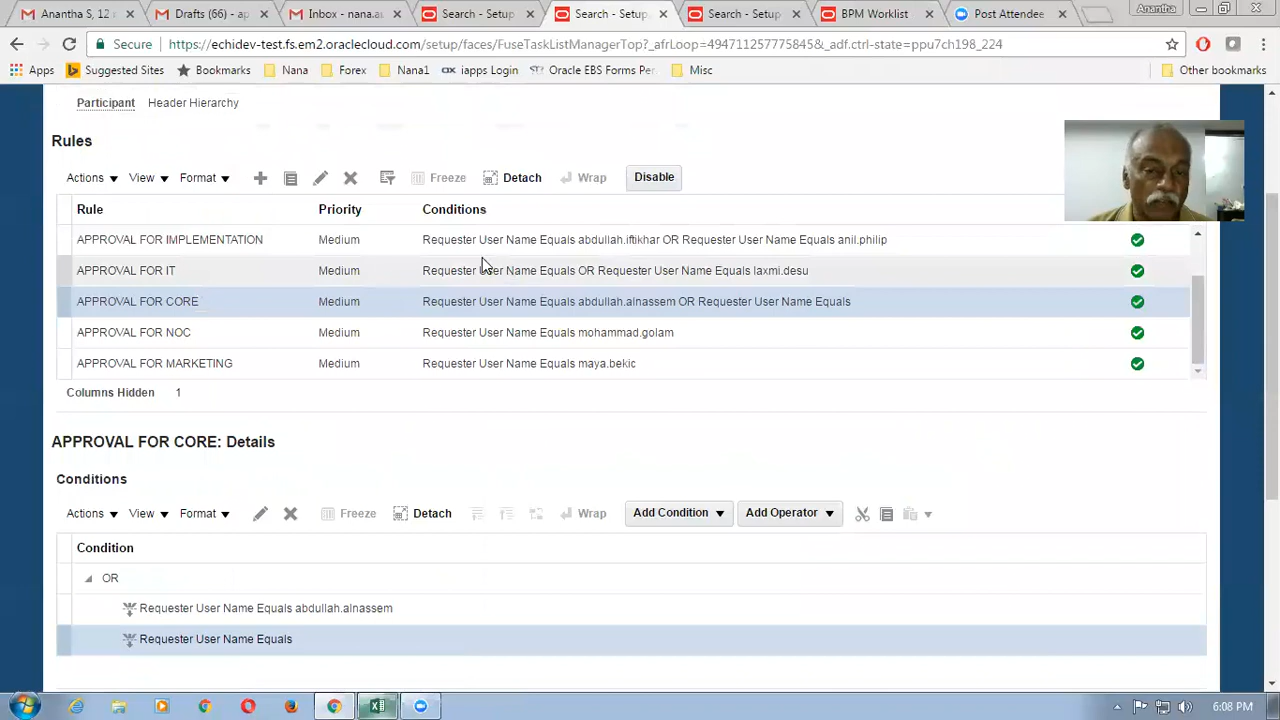 Anantha S, 12 r
Drafts (66) - ap
Inbox - nana.au
Search - Setup
Search - Setup
Search - Setup
BPM Worklist
Post Attendee
Anantha
Secure https://echidev-test.fs.em2.oraclecloud.com/setup/faces/FuseTaskListManagerTop?_afrLoop=4947112577775845&_adf.ctrl-state=ppu7ch198_224
Apps Suggested Sites Bookmarks Nana Forex Nana1 iapps Login Oracle EBS Forms Per Misc Other bookmarks
Participant Header Hierarchy
Rules
Actions View Format Freeze Detach Wrap Disable
Rule Priority Conditions
APPROVAL FOR IMPLEMENTATION Medium Requester User Name Equals abdullah.iftikhar OR Requester User Name Equals anil.philip
APPROVAL FOR IT Medium Requester User Name Equals OR Requester User Name Equals laxmi.desu
APPROVAL FOR CORE Medium Requester User Name Equals abdullah.alnassem OR Requester User Name Equals
APPROVAL FOR NOC Medium Requester User Name Equals mohammad.golam
APPROVAL FOR MARKETING Medium Requester User Name Equals maya.bekic
Columns Hidden 1
APPROVAL FOR CORE: Details
Conditions
Actions View Format Freeze Detach Wrap Add Condition Add Operator
Condition
OR
Requester User Name Equals abdullah.alnassem
Requester User Name Equals
6:08 PM